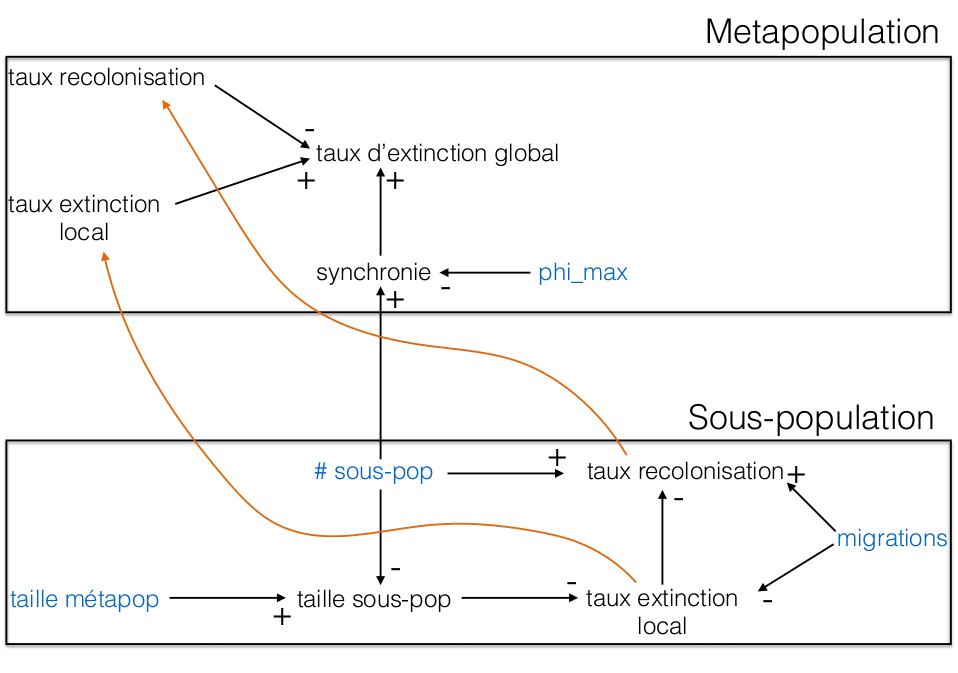 Metapopulation
taux recolonisation
-
taux d’extinction global
+
+
taux extinction
local
synchronie
phi_max
-
+
Sous-population
# sous-pop
+
taux recolonisation
+
-
migrations
-
-
taille métapop
taille sous-pop
taux extinction
-
+
local